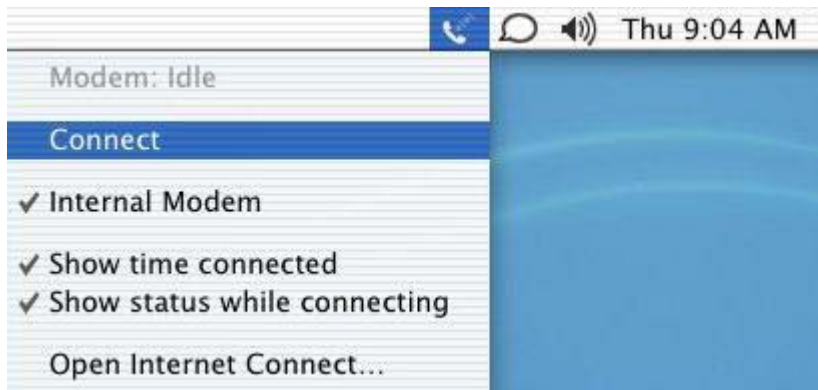 Thu 9:04 AM
Modem: Idle
Connect
✓ Internal Modem
✓ Show time connected
✓ Show status while connecting
Open Internet Connect...